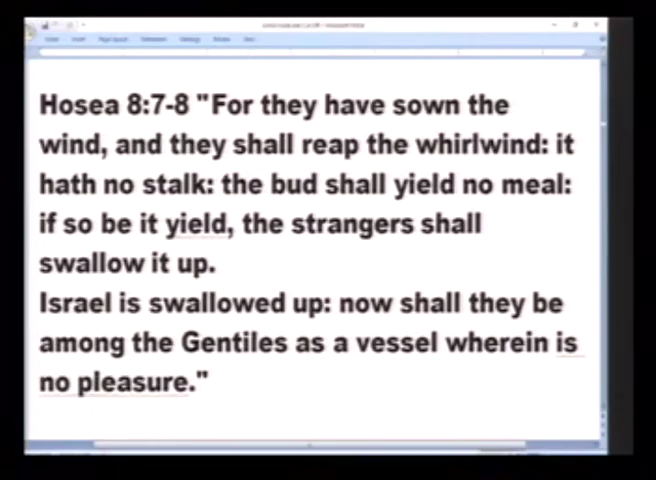 Hosea 8:7-8 "For they have sown the
wind, and they shall reap the whirlwind: it
hath no stalk: the bud shall yield no meal:
if so be it yield, the strangers shall
swallow it up.
Israel is swallowed up: now shall they be
among the Gentiles as a vessel wherein is
no pleasure."